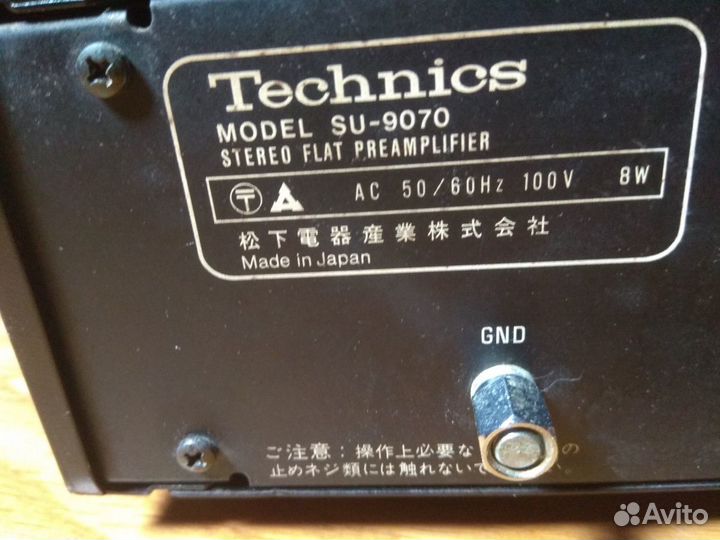 Technics
MODEL SU-9070
STEREO FLAT PREAMPLIFIER
〒 AC 50/60Hz 100V 8W
松下電器産業株式会社
Made in Japan
GND
ご注意：操作上必要な の
止めネジ類には触れないで い。
Avito